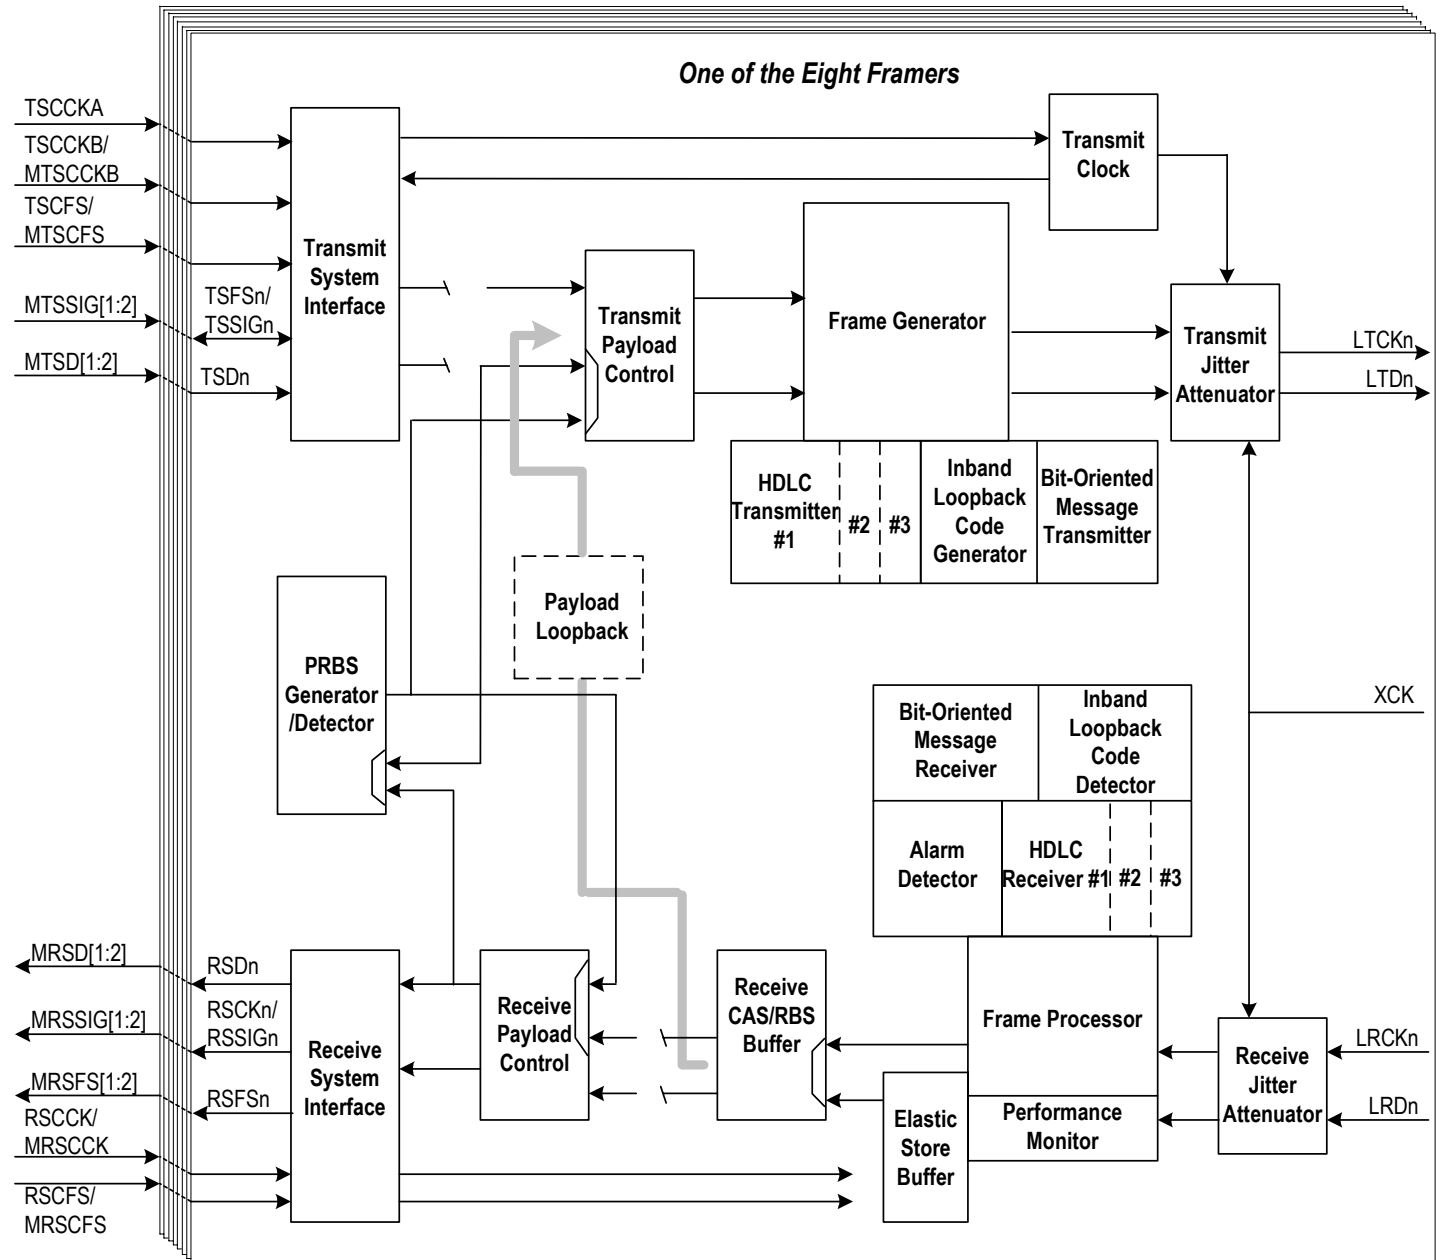 One of the Eight Framers
TSCCKA
TSCCKB/
MTSCCKB
TSCFS/
MTSCFS
MTSSIG[1:2]
TSFSn/
TSSIGn
MTSD[1:2]
TSDn
Transmit
System
Interface
Transmit
Clock
Transmit
Payload
Control
Frame Generator
Transmit
Jitter
Attenuator
LTCKn
LTDn
HDLC
Transmitter
#1
#2
#3
Inband
Loopback
Code
Generator
Bit-Oriented
Message
Transmitter
Payload
Loopback
PRBS
Generator
/Detector
XCK
Bit-Oriented
Message
Receiver
Inband
Loopback
Code
Detector
Alarm
Detector
HDLC
Receiver #1
#2
#3
MRSD[1:2]
RSDn
MRSSIG[1:2]
RSCKn/
RSSIGn
MRSFS[1:2]
RSFSn
RSCCK/
MRSCCK
RSCFS/
MRSCFS
Receive
System
Interface
Receive
Payload
Control
Receive
CAS/RBS
Buffer
Frame Processor
Elastic
Store
Buffer
Performance
Monitor
Receive
Jitter
Attenuator
LRCKn
LRDn